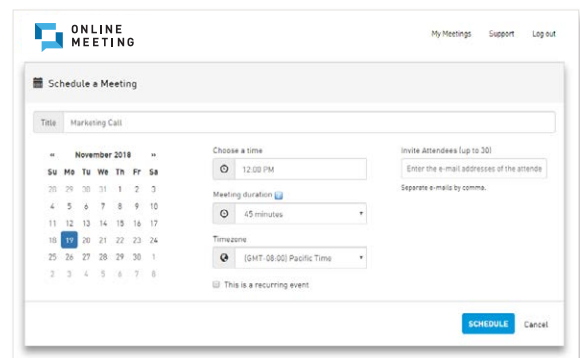 ONLINE
MEETING
My Meetings Support Log out
Schedule a Meeting
Title Marketing Call
« November 2018 »
Su Mo Tu We Th Fr Sa
28 29 30 31 1 2 3
4 5 6 7 8 9 10
11 12 13 14 15 16 17
18 19 20 21 22 23 24
25 26 27 28 29 30 1
2 3 4 5 6 7 8
Choose a time
12:00 PM
Meeting duration
45 minutes
Timezone
(GMT-08:00) Pacific Time
This is a recurring event
Invite Attendees (up to 30)
Enter the e-mail addresses of the attende
Separate e-mails by comma.
SCHEDULE Cancel